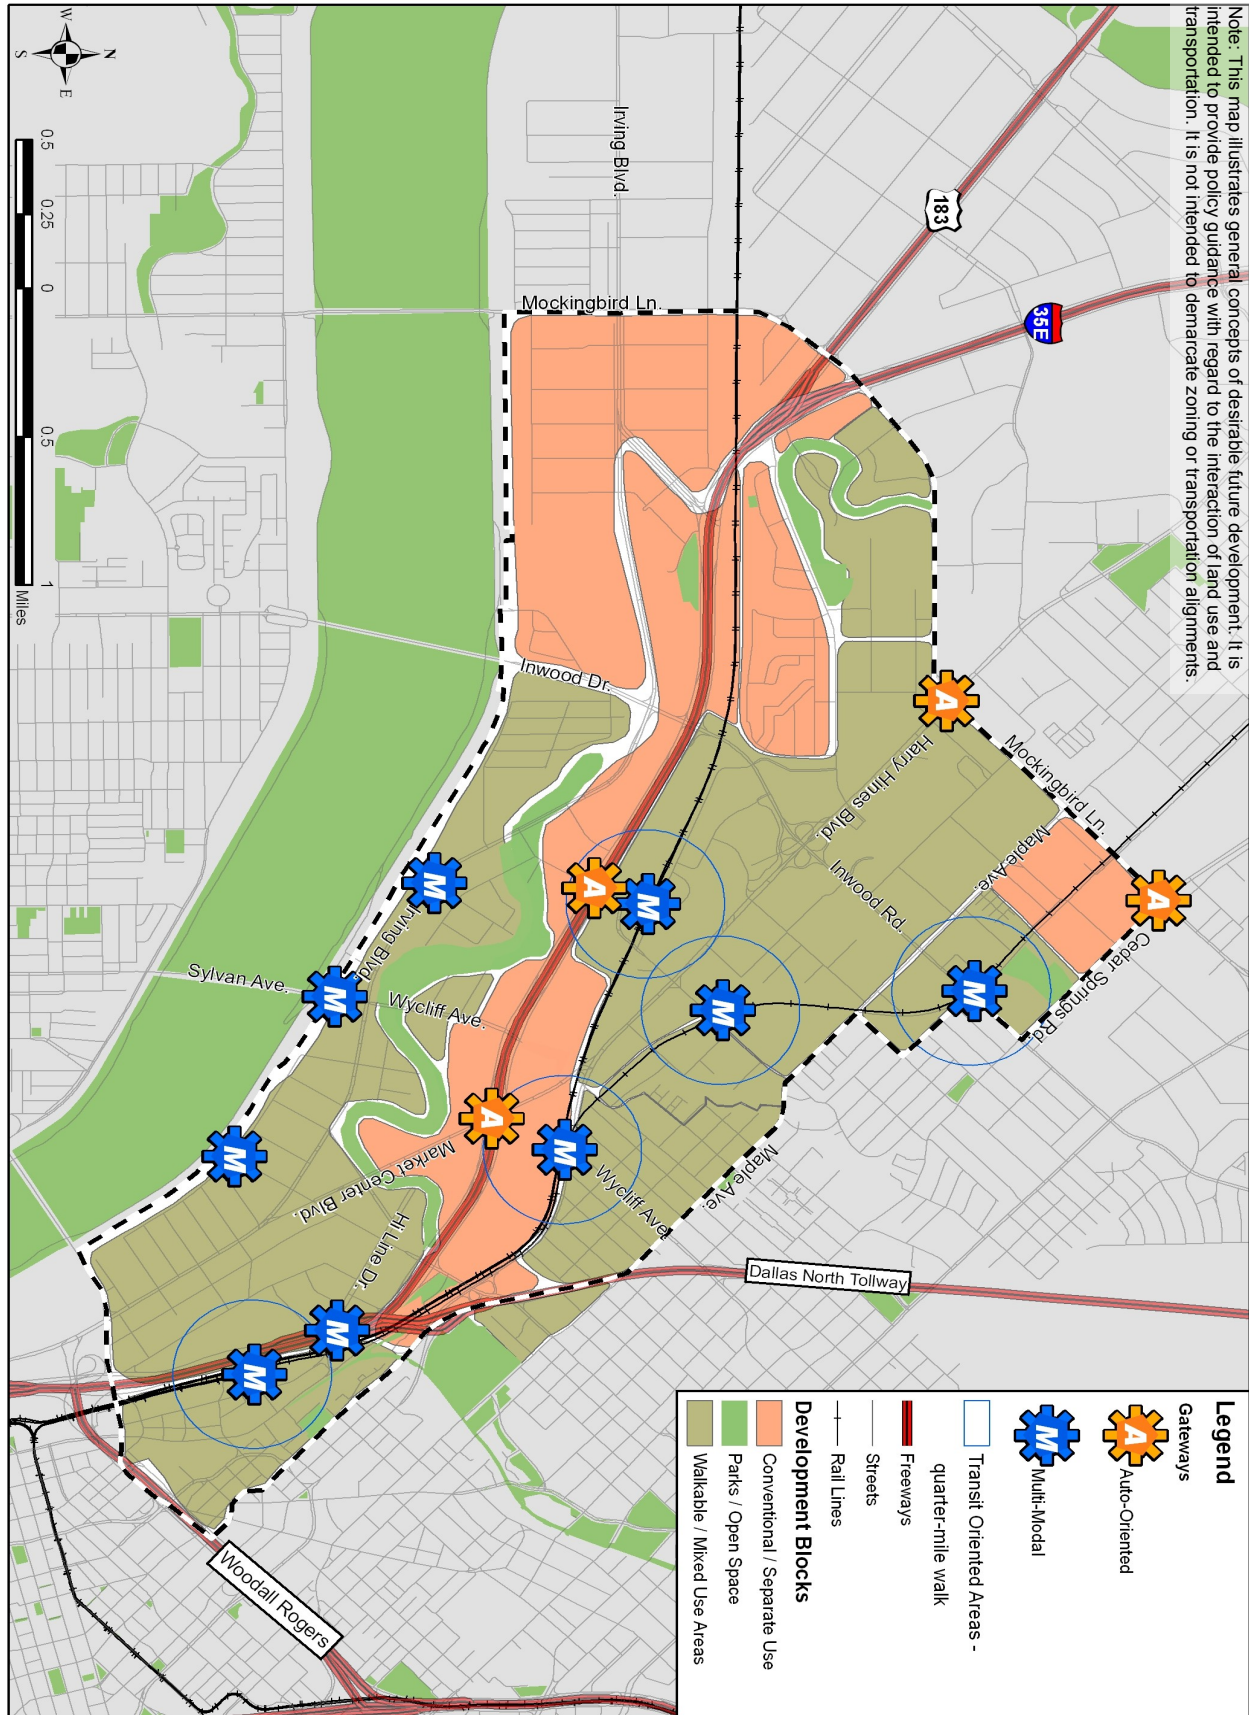 Note: This map illustrates general concepts of desirable future development. It is
intended to provide policy guidance with regard to the interaction of land use and
transportation. It is not intended to demarcate zoning or transportation alignments.
183
35E
Irving Blvd.
Mockingbird Ln.
Mockingbird Ln.
Harry Hines Blvd.
Maple Ave.
Inwood Rd.
Cedar Springs Rd.
Inwood Dr.
Irving Blvd.
Sylvan Ave.
Wycliff Ave.
Market Center Blvd.
Hi Line Dr.
Wycliff Ave
Maple Ave.
Dallas North Tollway
Woodall Rogers
A
A
A
A
M
M
M
M
M
M
M
M
M
N
S
E
W
0.5
0.25
0
0.5
1
Miles
Legend
Gateways
A
Auto-Oriented
M
Multi-Modal
Transit Oriented Areas -
quarter-mile walk
Freeways
Streets
Rail Lines
Development Blocks
Conventional / Separate Use
Parks / Open Space
Walkable / Mixed Use Areas